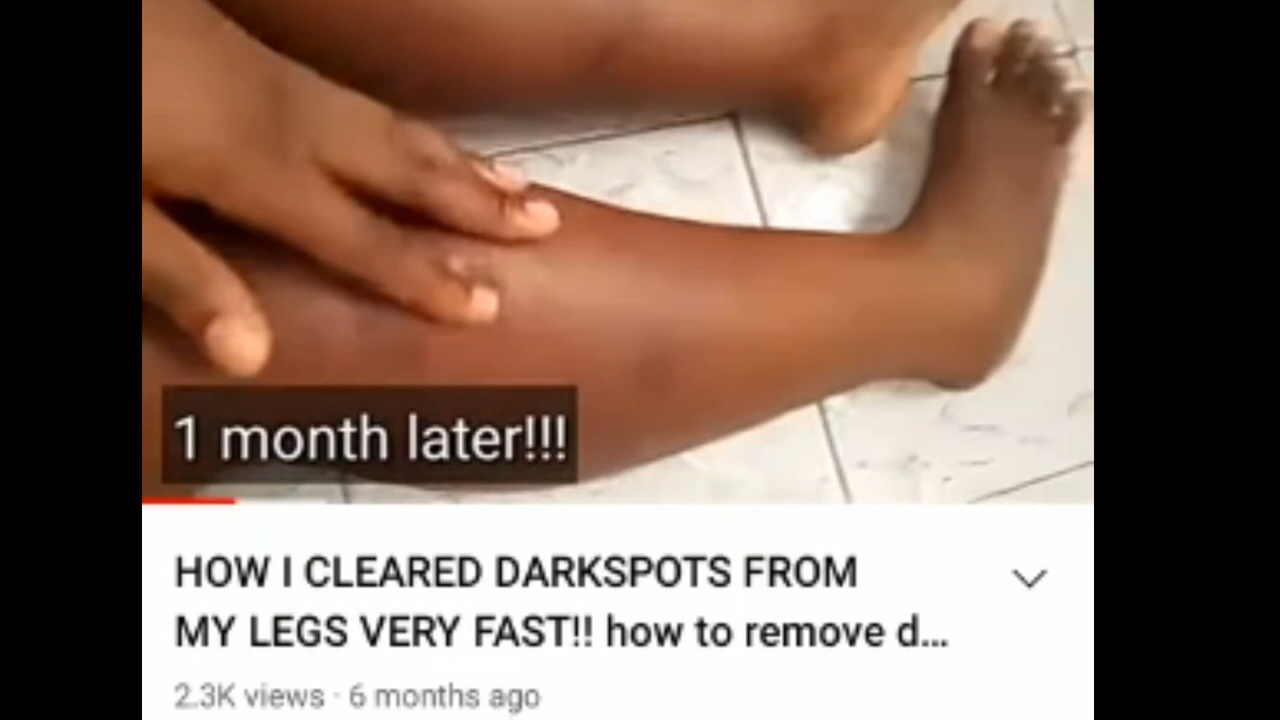 1 month later!!!
HOW I CLEARED DARKSPOTS FROM
MY LEGS VERY FAST!! how to remove d...
2.3K views · 6 months ago